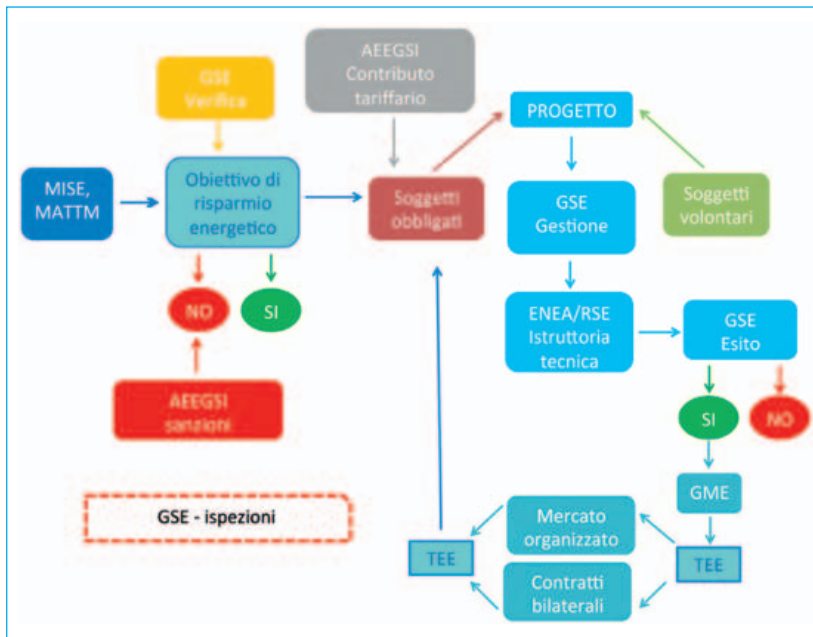 AEEGSI
Contributo
tariffario
GSE
Verifica
PROGETTO
MISE,
MATTM
Obiettivo di
risparmio
energetico
Soggetti
obbligati
GSE
Gestione
Soggetti
volontari
NO
SI
ENEA/RSE
Istruttoria
tecnica
GSE
Esito
AEEGSI
sanzioni
SI
NO
GME
GSE - ispezioni
Mercato
organizzato
TEE
TEE
Contratti
bilaterali